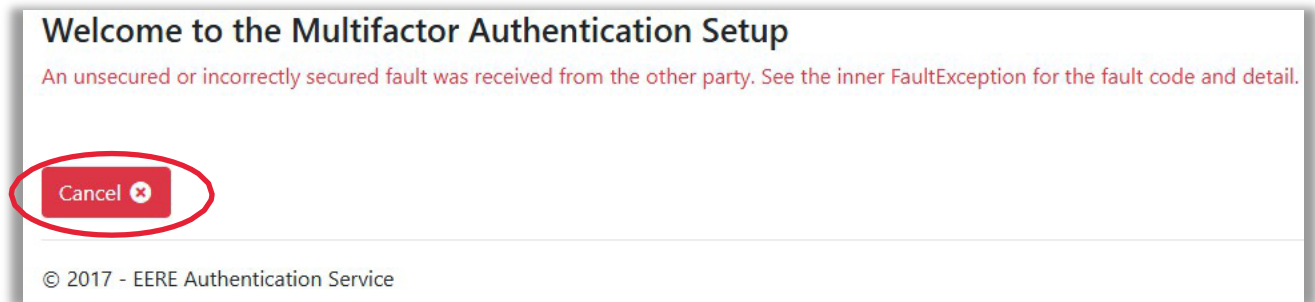 Welcome to the Multifactor Authentication Setup
An unsecured or incorrectly secured fault was received from the other party. See the inner FaultException for the fault code and detail.
Cancel
© 2017 - EERE Authentication Service